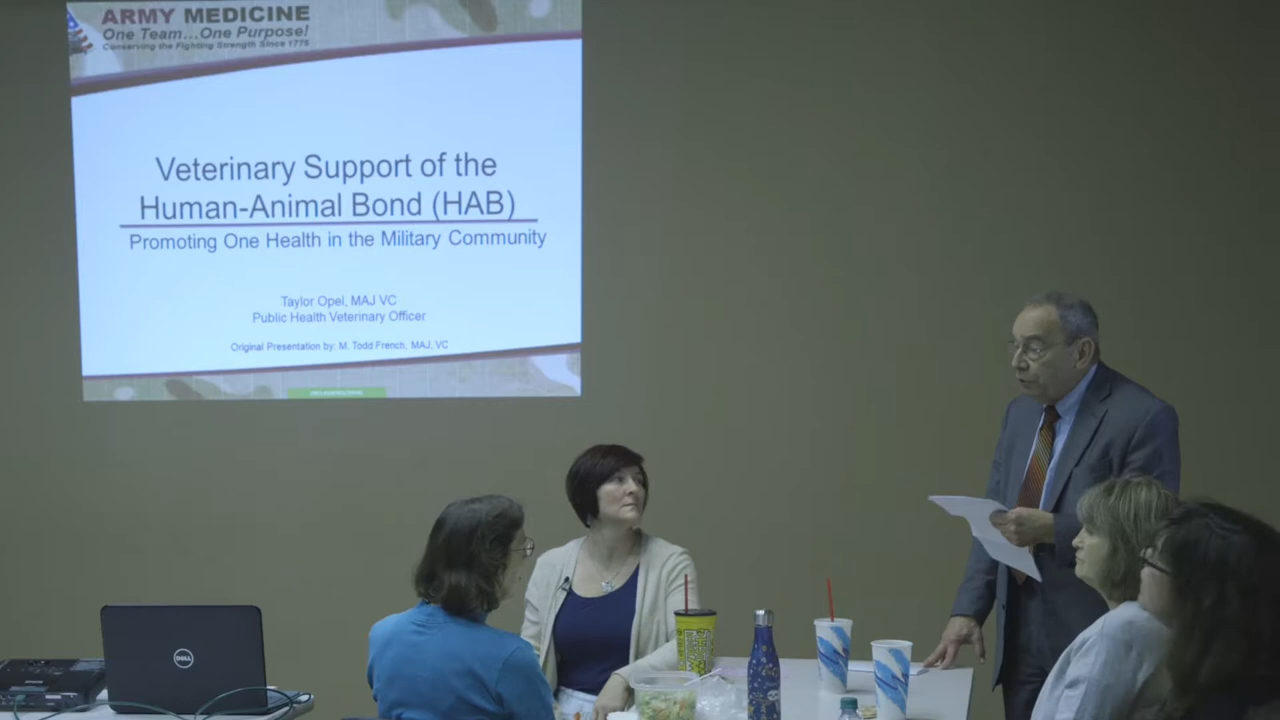 ARMY MEDICINE
One Team...One Purpose!
Conserving the Fighting Strength Since 1775
Veterinary Support of the
Human-Animal Bond (HAB)
Promoting One Health in the Military Community
Taylor Opel, MAJ VC
Public Health Veterinary Officer
Original Presentation by: M. Todd French, MAJ, VC
DELL